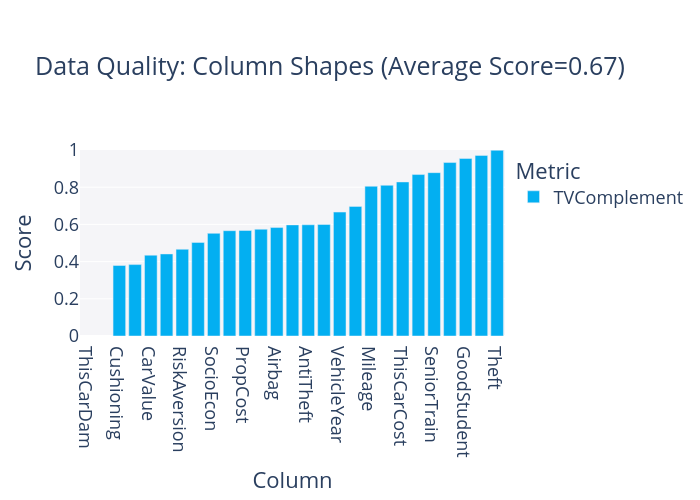 Data Quality: Column Shapes (Average Score=0.67)
1
0.8
0.6
0.4
0.2
0
Score
Metric
TVComplement
ThisCarDam
Cushioning
CarValue
RiskAversion
SocioEcon
PropCost
Airbag
AntiTheft
VehicleYear
Mileage
ThisCarCost
SeniorTrain
GoodStudent
Theft
Column